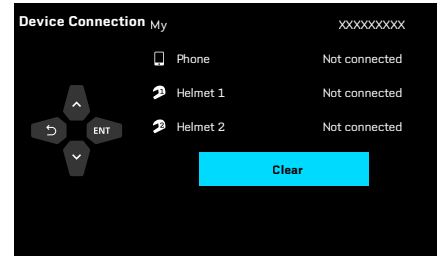 Device Connection My XXXXXXXXX
Phone Not connected
Helmet 1 Not connected
Helmet 2 Not connected
ENT
Clear